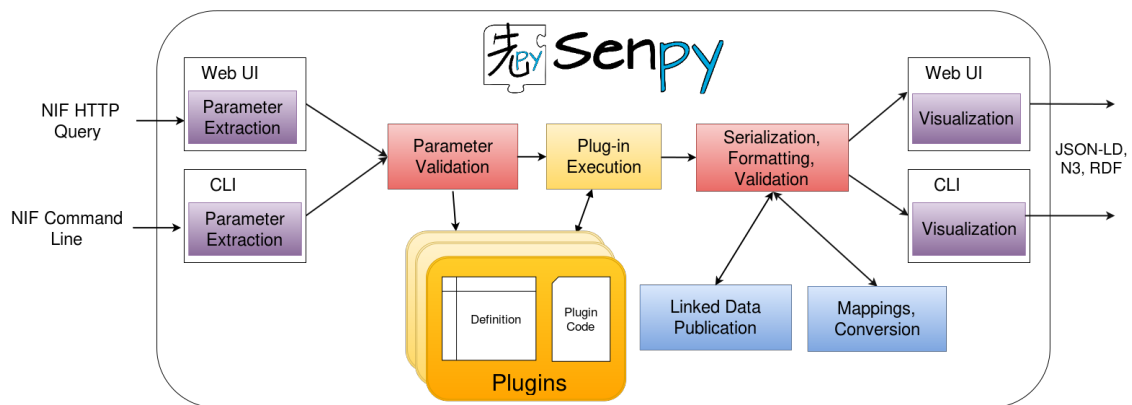 先
py
senpy
Web UI
Parameter
Extraction
NIF HTTP
Query
CLI
Parameter
Extraction
NIF Command
Line
Parameter
Validation
Plug-in
Execution
Serialization,
Formatting,
Validation
Web UI
Visualization
CLI
Visualization
JSON-LD,
N3, RDF
Definition
Plugin
Code
Plugins
Linked Data
Publication
Mappings,
Conversion